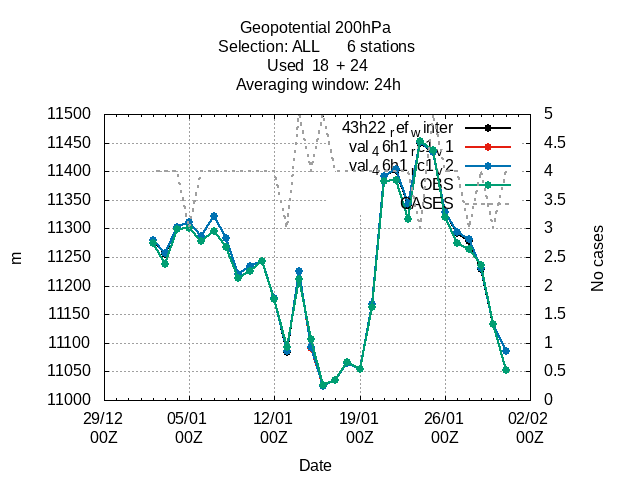 Geopotential 200hPa
Selection: ALL 6 stations
Used 18 + 24
Averaging window: 24h
11500
11450
11400
11350
11300
11250
11200
11150
11100
11050
11000
5
4.5
4
3.5
3
2.5
2
1.5
1
0.5
0
43h22_ref_winter
OBS
CASES
m
No cases
29/12 05/01 12/01 19/01 26/01 02/02
00Z 00Z 00Z 00Z 00Z 00Z
Date